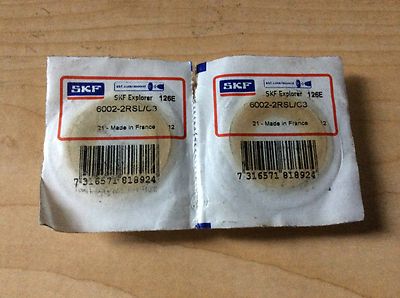 SKF
SKF Explorer 126E
6002-2RSL/C3
21 - Made in France 12
7 316571 818924
SKF
SKF Explorer 126E
6002-2RSL/C3
21 - Made in France 12
7 316571 818924